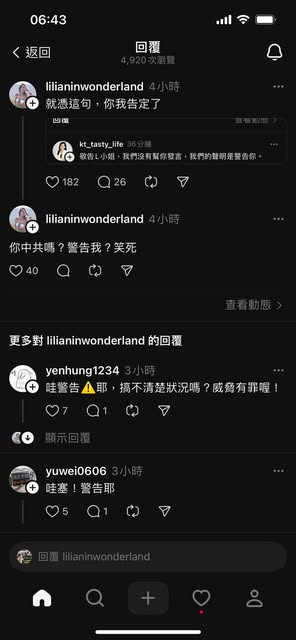 06:43
返回
回覆
4,920次瀏覽
lilianinwonderland 4小時
就憑這句，你我告定了
回覆
查看動態
kt_tasty_life 36分鐘
敬告L小姐，我們沒有幫你發言。我們的聲明是警告你。
182 26
lilianinwonderland 4小時
你中共嗎？警告我？笑死
40
查看動態
更多對 lilianinwonderland 的回覆
yenhung1234 3小時
哇警告⚠️耶，搞不清楚狀況嗎？威脅有罪喔！
7 1
顯示回覆
yuwei0606 3小時
哇塞！警告耶
5 1
回覆 lilianinwonderland